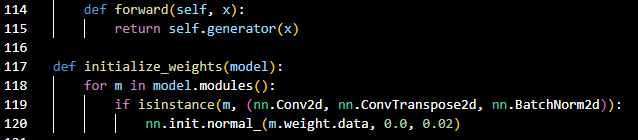 114 def forward(self, x):
115 return self.generator(x)
116
117 def initialize_weights(model):
118 for m in model.modules():
119 if isinstance(m, (nn.Conv2d, nn.ConvTranspose2d, nn.BatchNorm2d)):
120 nn.init.normal_(m.weight.data, 0.0, 0.02)